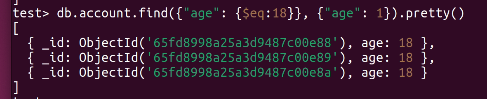 test> db.account.find({"age": {$eq:18}}, {"age": 1}).pretty()
[
  { _id: ObjectId('65fd8998a25a3d9487c00e88'), age: 18 },
  { _id: ObjectId('65fd8998a25a3d9487c00e89'), age: 18 },
  { _id: ObjectId('65fd8998a25a3d9487c00e8a'), age: 18 }
]